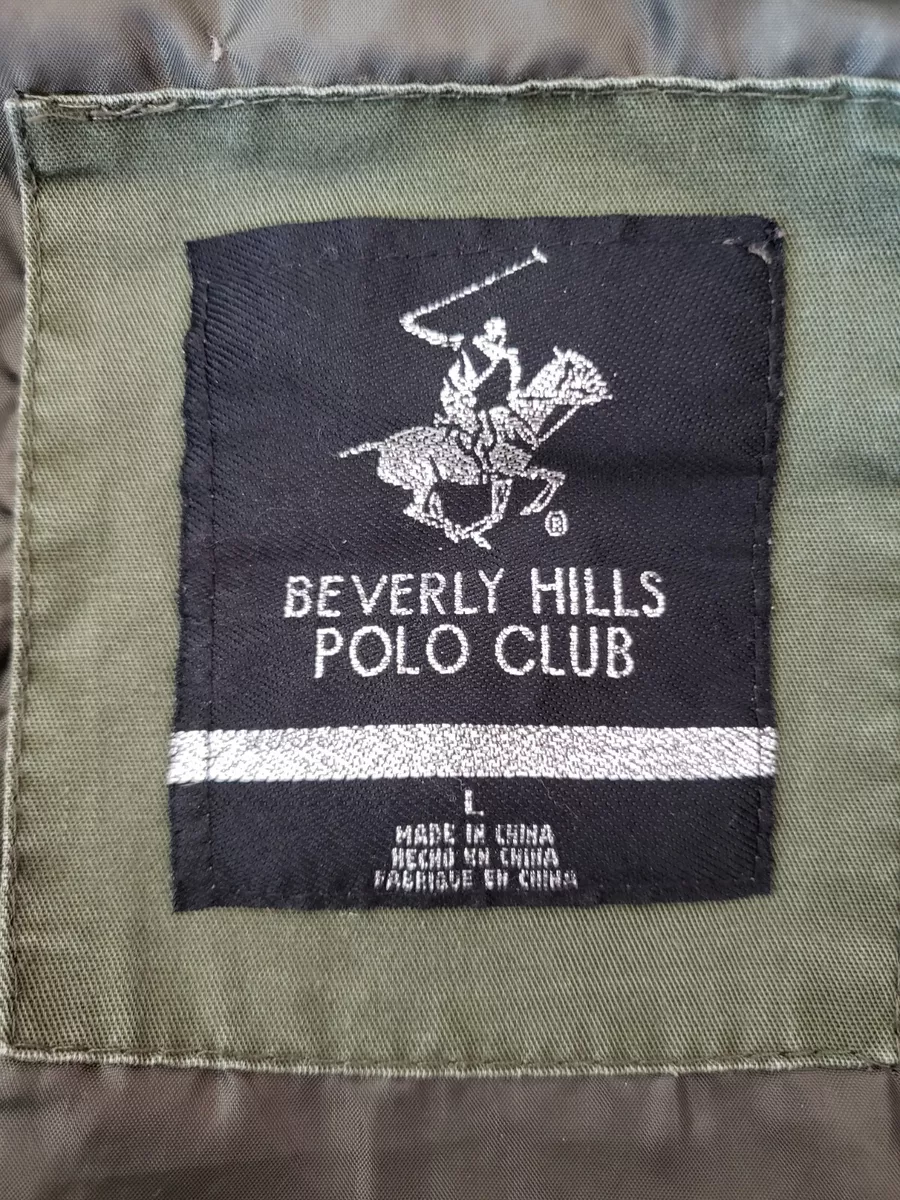 ®
BEVERLY HILLS
POLO CLUB
L
MADE IN CHINA
HECHO EN CHINA
FABRIQUE EN CHINA